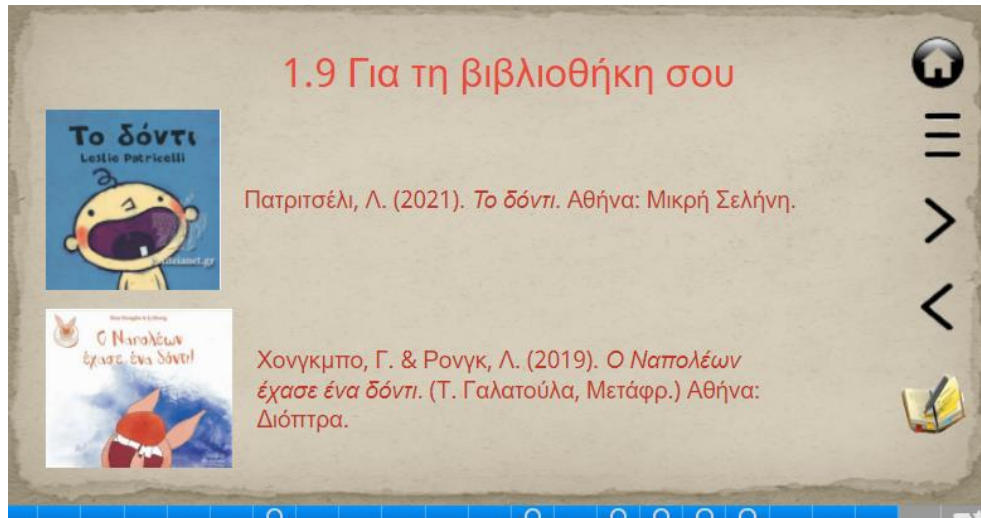 1.9 Για τη βιβλιοθήκη σου
Το δόντι
Leslie Patricelli
Πατριτσέλι, Λ. (2021). Το δόντι. Αθήνα: Μικρή Σελήνη.
Ο Ναπολέων
έχασε ένα δόντι!
Χονγκμπο, Γ. & Ρονγκ, Λ. (2019). Ο Ναπολέων
έχασε ένα δόντι. (Τ. Γαλατούλα, Μετάφρ.) Αθήνα:
Διόπτρα.